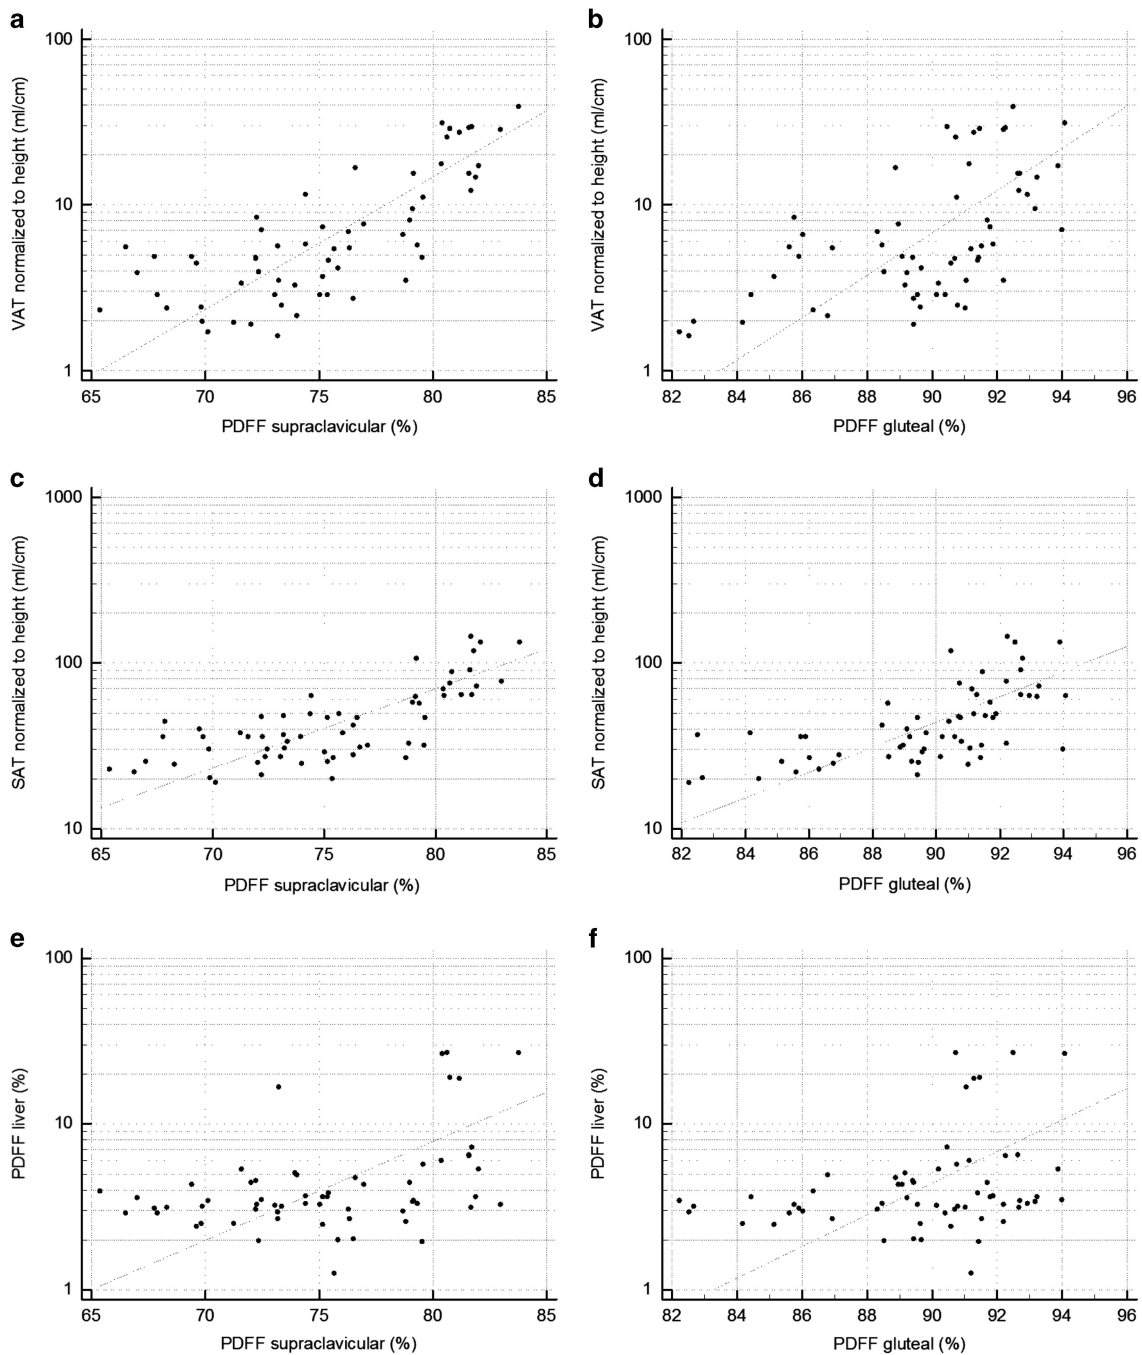 a
VAT normalized to height (ml/cm)
100
10
1
65 70 75 80 85
PDFF supraclavicular (%)
b
VAT normalized to height (ml/cm)
100
10
1
82 84 86 88 90 92 94 96
PDFF gluteal (%)
c
SAT normalized to height (ml/cm)
1000
100
10
65 70 75 80 85
PDFF supraclavicular (%)
d
SAT normalized to height (ml/cm)
1000
100
10
82 84 86 88 90 92 94 96
PDFF gluteal (%)
e
PDFF liver (%)
100
10
1
65 70 75 80 85
PDFF supraclavicular (%)
f
PDFF liver (%)
100
10
1
82 84 86 88 90 92 94 96
PDFF gluteal (%)